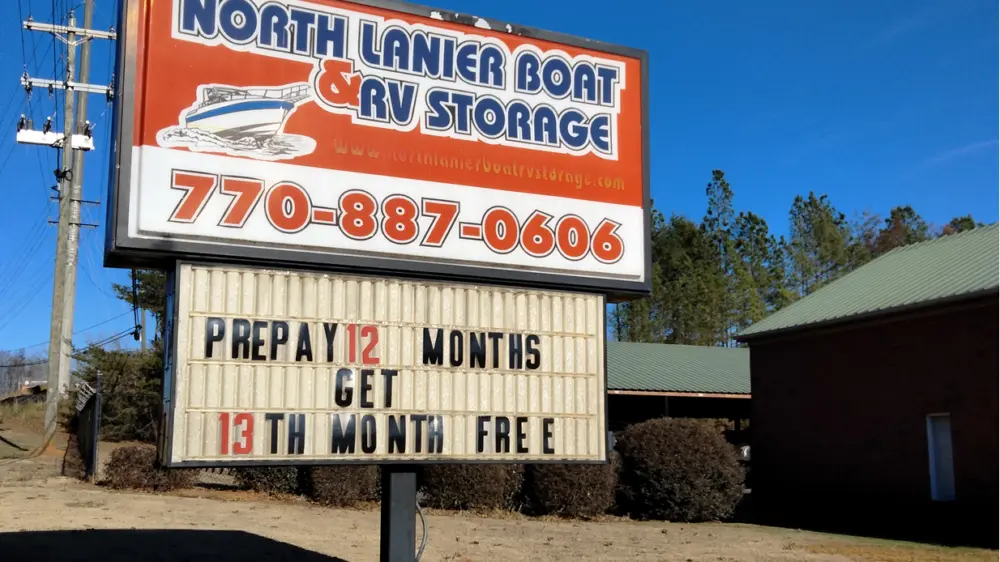 NORTH LANIER BOAT
& RV STORAGE
www.northlanierboatrvstorage.com
770-887-0606
PREPAY 12 MONTHS
GET
13TH MONTH FREE